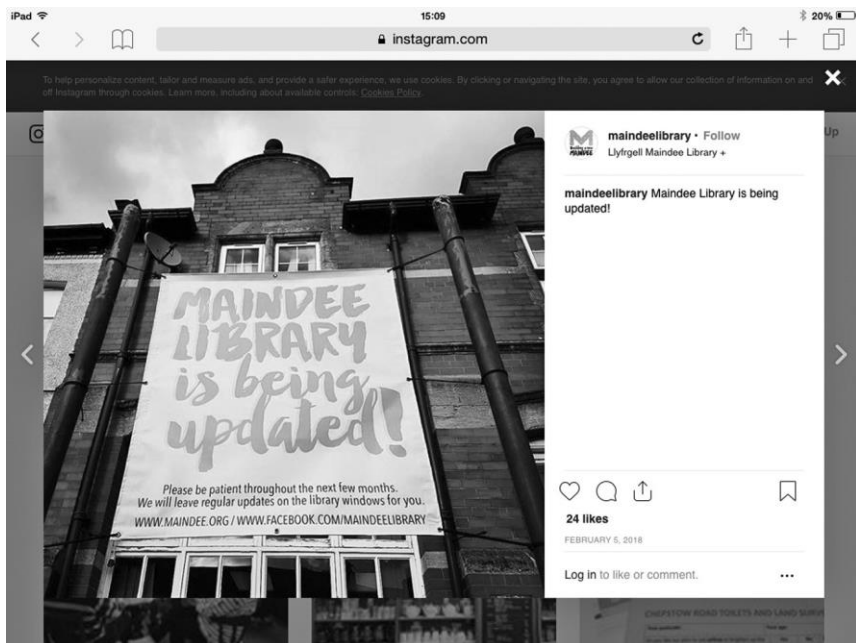 iPad
15:09
20%
instagram.com
To help personalize content, tailor and measure ads, and provide a safer experience, we use cookies. By clicking or navigating the site, you agree to allow our collection of information on and
off Instagram through cookies. Learn more, including about available controls: Cookies Policy.
Up
maindeelibrary • Follow
Llyfrgell Maindee Library +
maindeelibrary Maindee Library is being
updated!
MAINDEE
LIBRARY
is being
updated!
Please be patient throughout the next few months.
We will leave regular updates on the library windows for you.
WWW.MAINDEE.ORG / WWW.FACEBOOK.COM/MAINDEELIBRARY
24 likes
FEBRUARY 5, 2018
Log in to like or comment.
CHEPSTOW ROAD TOILETS AND LAND SURVE